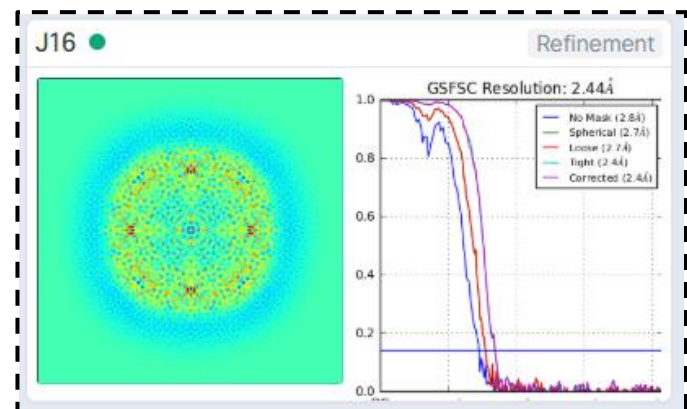 J16
Refinement
GSFSC Resolution: 2.44Å
1.0
0.8
0.6
0.4
0.2
0.0
No Mask (2.8Å)
Spherical (2.7Å)
Loose (2.7Å)
Tight (2.4Å)
Corrected (2.4Å)